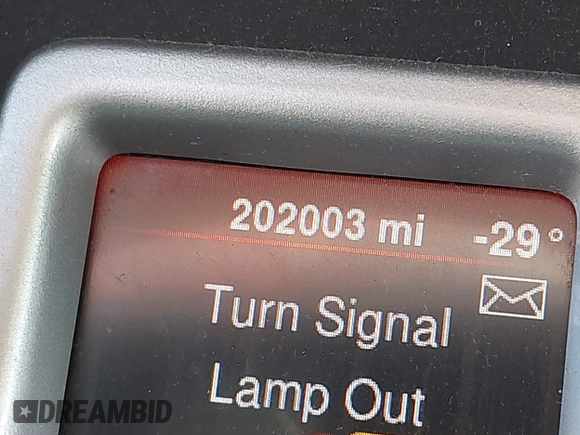 202003 mi -29°
Turn Signal
Lamp Out
DREAMBID